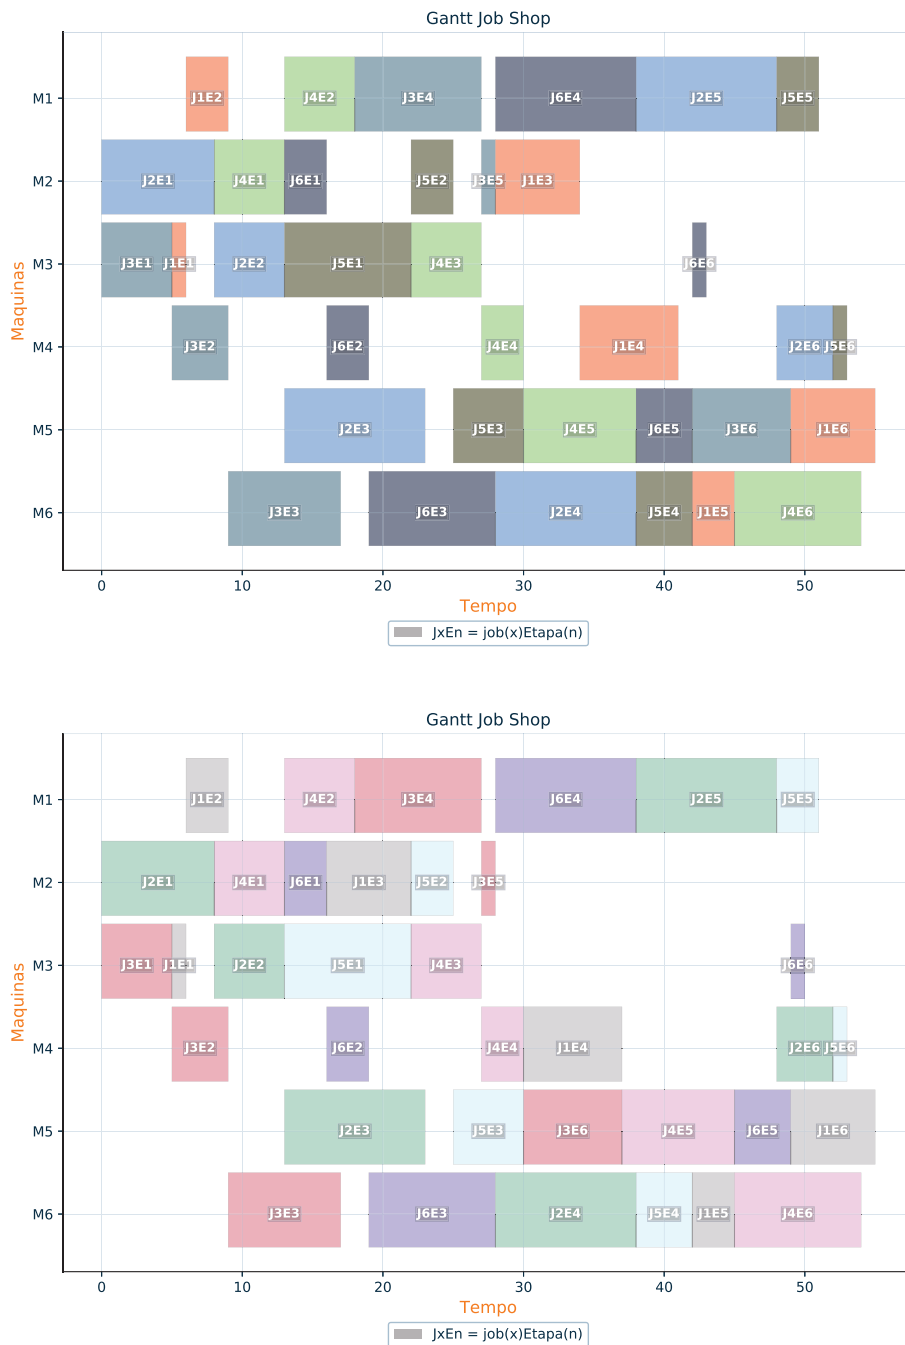 Gantt Job Shop
M1 J1E2 J4E2 J3E4 J6E4 J2E5 J5E5
M2 J2E1 J4E1 J6E1 J5E2 J3E5 J1E3
M3 J3E1 J1E1 J2E2 J5E1 J4E3 J6E6
M4 J3E2 J6E2 J4E4 J1E4 J2E6 J5E6
M5 J2E3 J5E3 J4E5 J6E5 J3E6 J1E6
M6 J3E3 J6E3 J2E4 J5E4 J1E5 J4E6
Maquinas
0 10 20 30 40 50
Tempo
JxEn = job(x)Etapa(n)
Gantt Job Shop
M1 J1E2 J4E2 J3E4 J6E4 J2E5 J5E5
M2 J2E1 J4E1 J6E1 J1E3 J5E2 J3E5
M3 J3E1 J1E1 J2E2 J5E1 J4E3 J6E6
M4 J3E2 J6E2 J4E4 J1E4 J2E6 J5E6
M5 J2E3 J5E3 J3E6 J4E5 J6E5 J1E6
M6 J3E3 J6E3 J2E4 J5E4 J1E5 J4E6
Maquinas
0 10 20 30 40 50
Tempo
JxEn = job(x)Etapa(n)